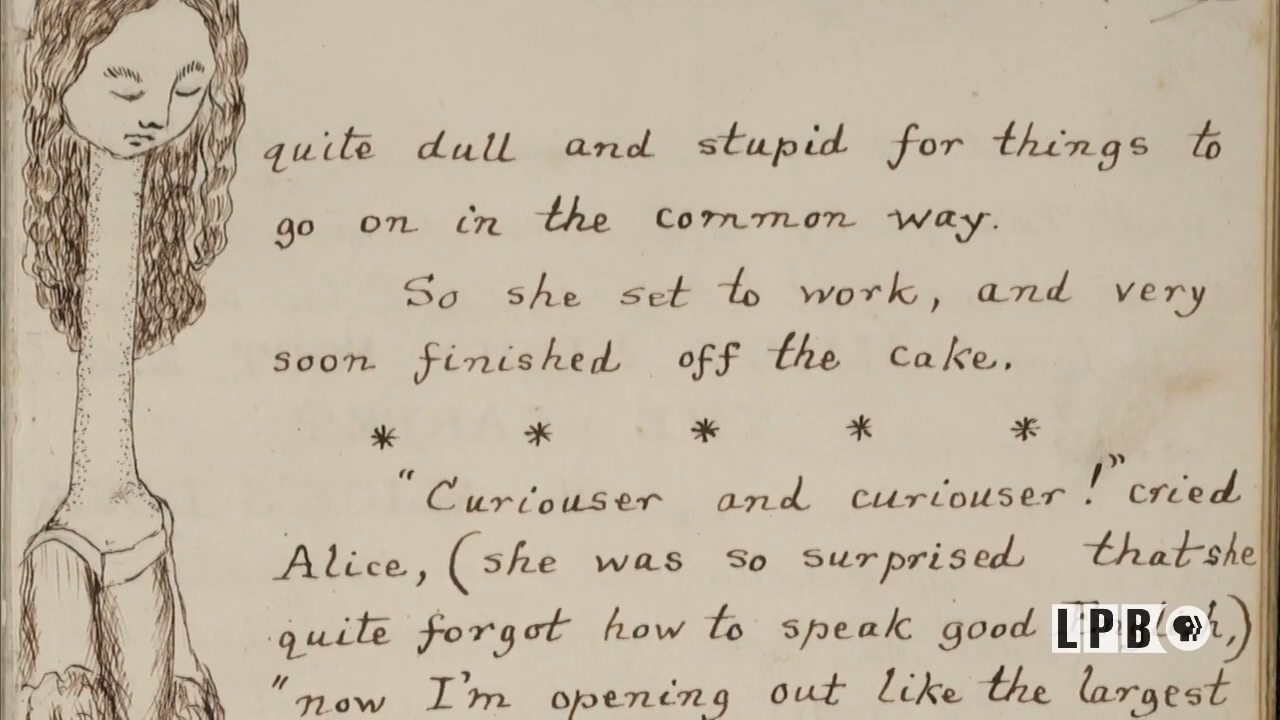 quite dull and stupid for things to
go on in the common way.
So she set to work, and very
soon finished off the cake.
* * * * *
"Curiouser and curiouser!" cried
Alice, (she was so surprised that she
quite forgot how to speak good English,)
"now I'm opening out like the largest
LPB